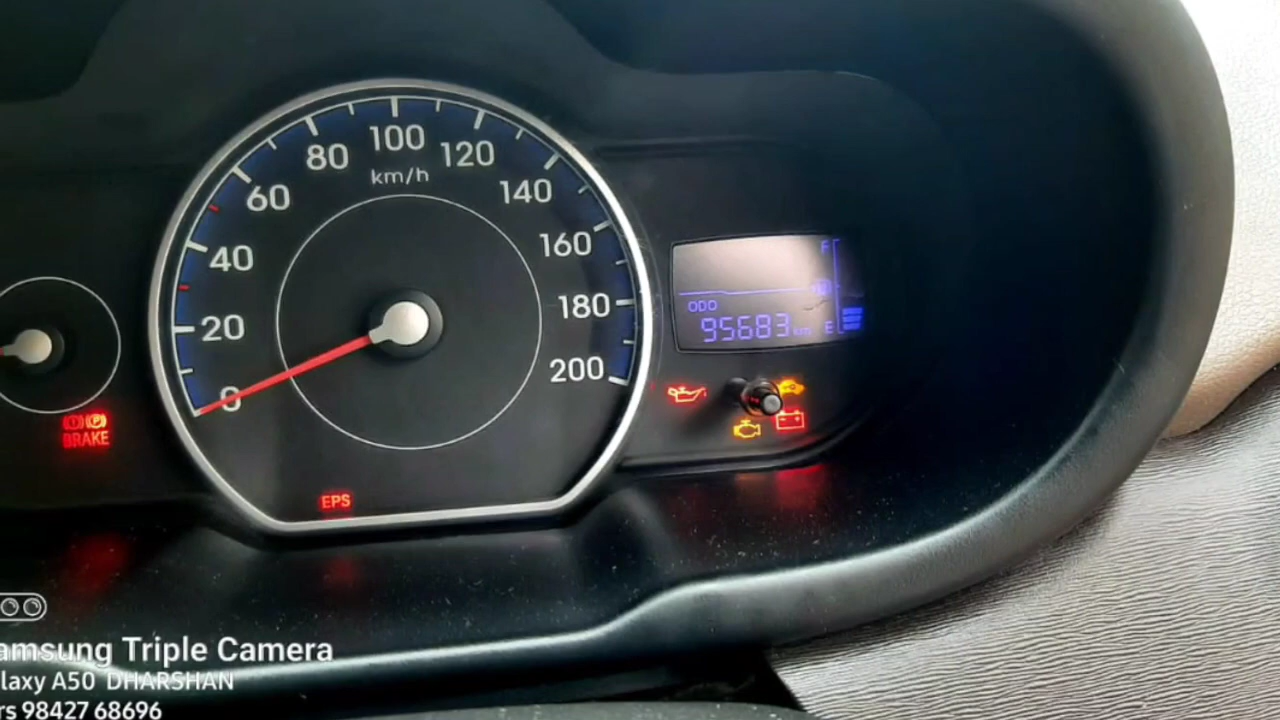 100
80
120
km/h
60
140
40
160
20
180
0
200
F
ODO
95683 km
E
BRAKE
EPS
amsung Triple Camera
laxy A50 DHARSHAN
rs 98427 68696